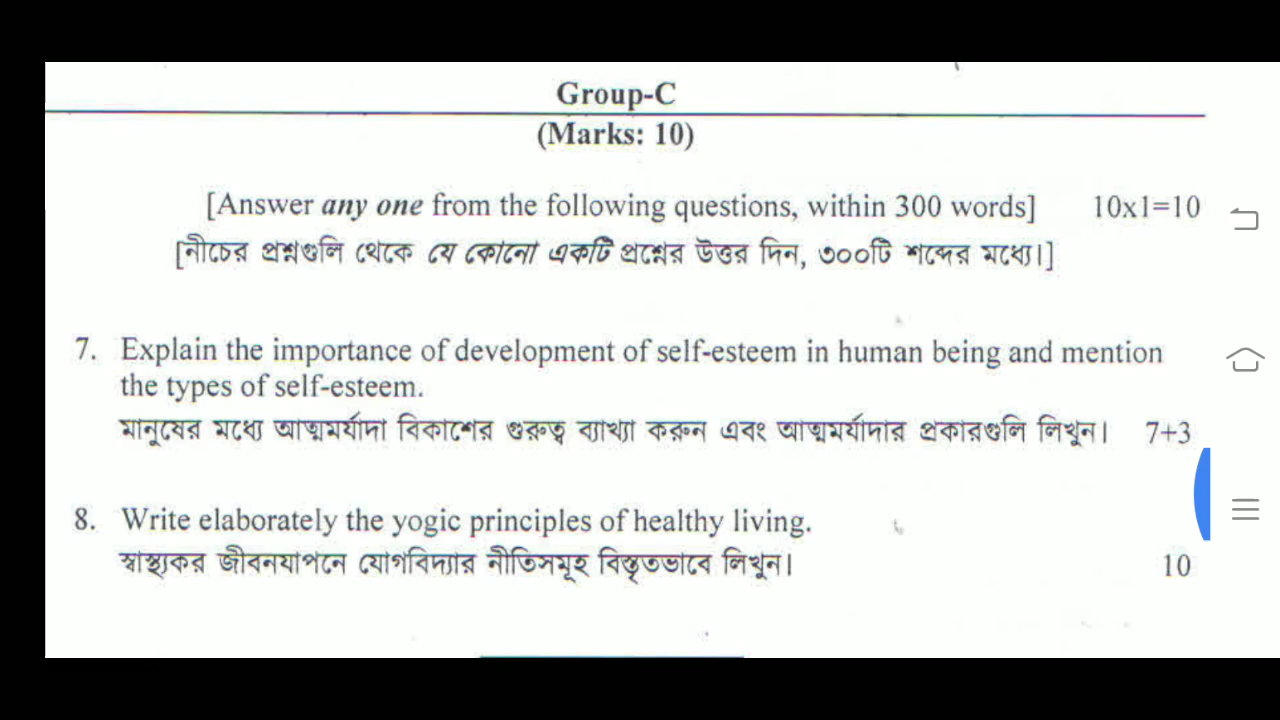 Group-C
(Marks: 10)
[Answer any one from the following questions, within 300 words] 10x1=10
[নীচের প্রশ্নগুলি থেকে যে কোনো একটি প্রশ্নের উত্তর দিন, ৩০০টি শব্দের মধ্যে।]
7. Explain the importance of development of self-esteem in human being and mention
the types of self-esteem.
মানুষের মধ্যে আত্মমর্যাদা বিকাশের গুরুত্ব ব্যাখ্যা করুন এবং আত্মমর্যাদার প্রকারগুলি লিখুন। 7+3
8. Write elaborately the yogic principles of healthy living.
স্বাস্থ্যকর জীবনযাপনে যোগবিদ্যার নীতিসমূহ বিস্তৃতভাবে লিখুন। 10